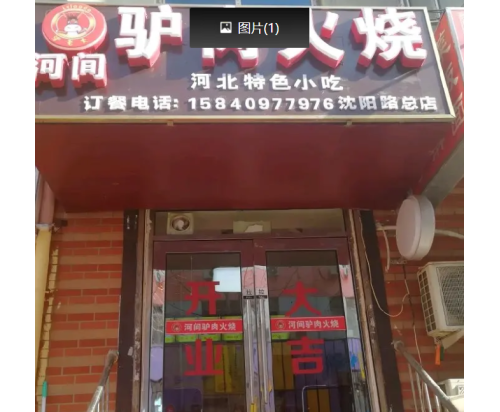 图片(1)
河间
驴肉火烧
河北特色小吃
订餐电话:15840977976沈阳路总店
开业
大吉
河间驴肉火烧
河间驴肉火烧